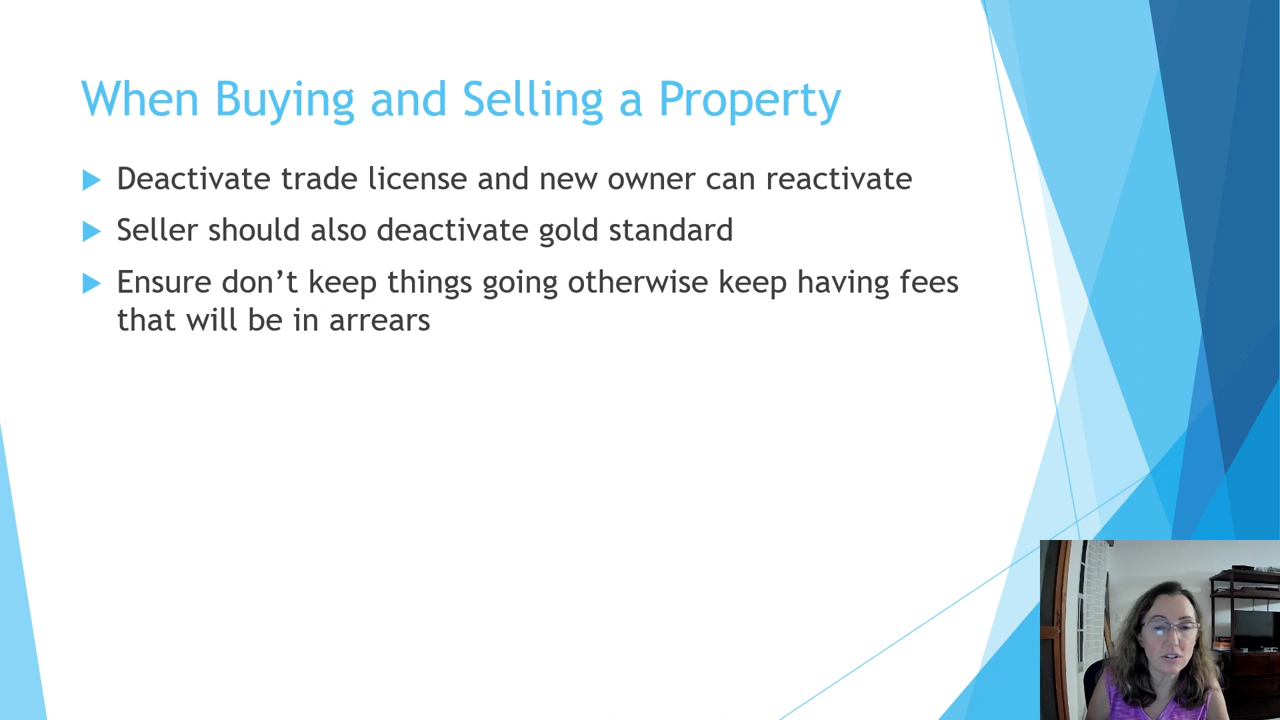 When Buying and Selling a Property
Deactivate trade license and new owner can reactivate
Seller should also deactivate gold standard
Ensure don’t keep things going otherwise keep having fees
that will be in arrears